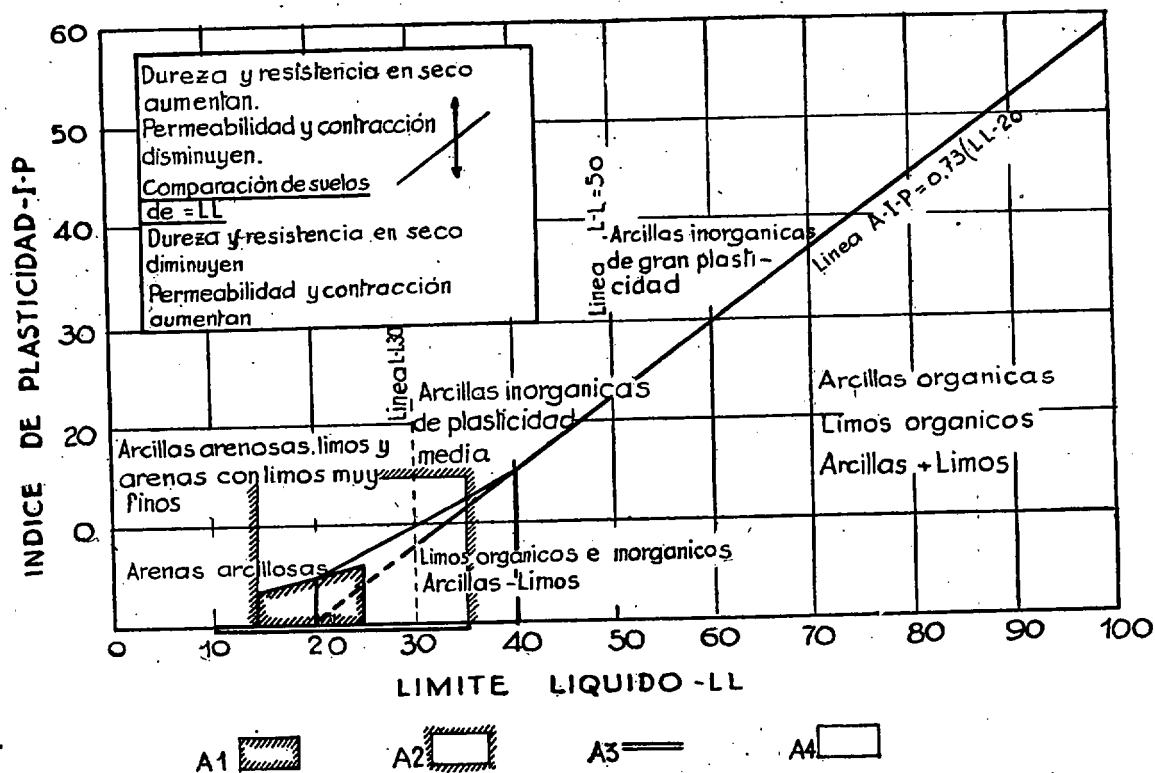 60
50
40
30
20
0
INDICE DE PLASTICIDAD-I-P
Dureza y resistencia en seco
aumentan.
Permeabilidad y contracción
disminuyen.
Comparación de suelos
de =LL
Dureza y resistencia en seco
diminuyen
Permeabilidad y contracción
aumentan
Linea L-L=50
Linea A-I-P=0.73(LL-20
Arcillas inorganicas
de gran plasti-
cidad
Linea L-L30
Arcillas inorganicas
de plasticidad
media
Arcillas organicas
Limos organicos
Arcillas + Limos
Arcillas arenosas, limos y
arenas con limos muy
finos
Arenas arcillosas
Limos organicos e inorganicos
Arcillas-Limos
0 10 20 30 40 50 60 70 80 90 100
LIMITE LIQUIDO-LL
A1 A2 A3 A4